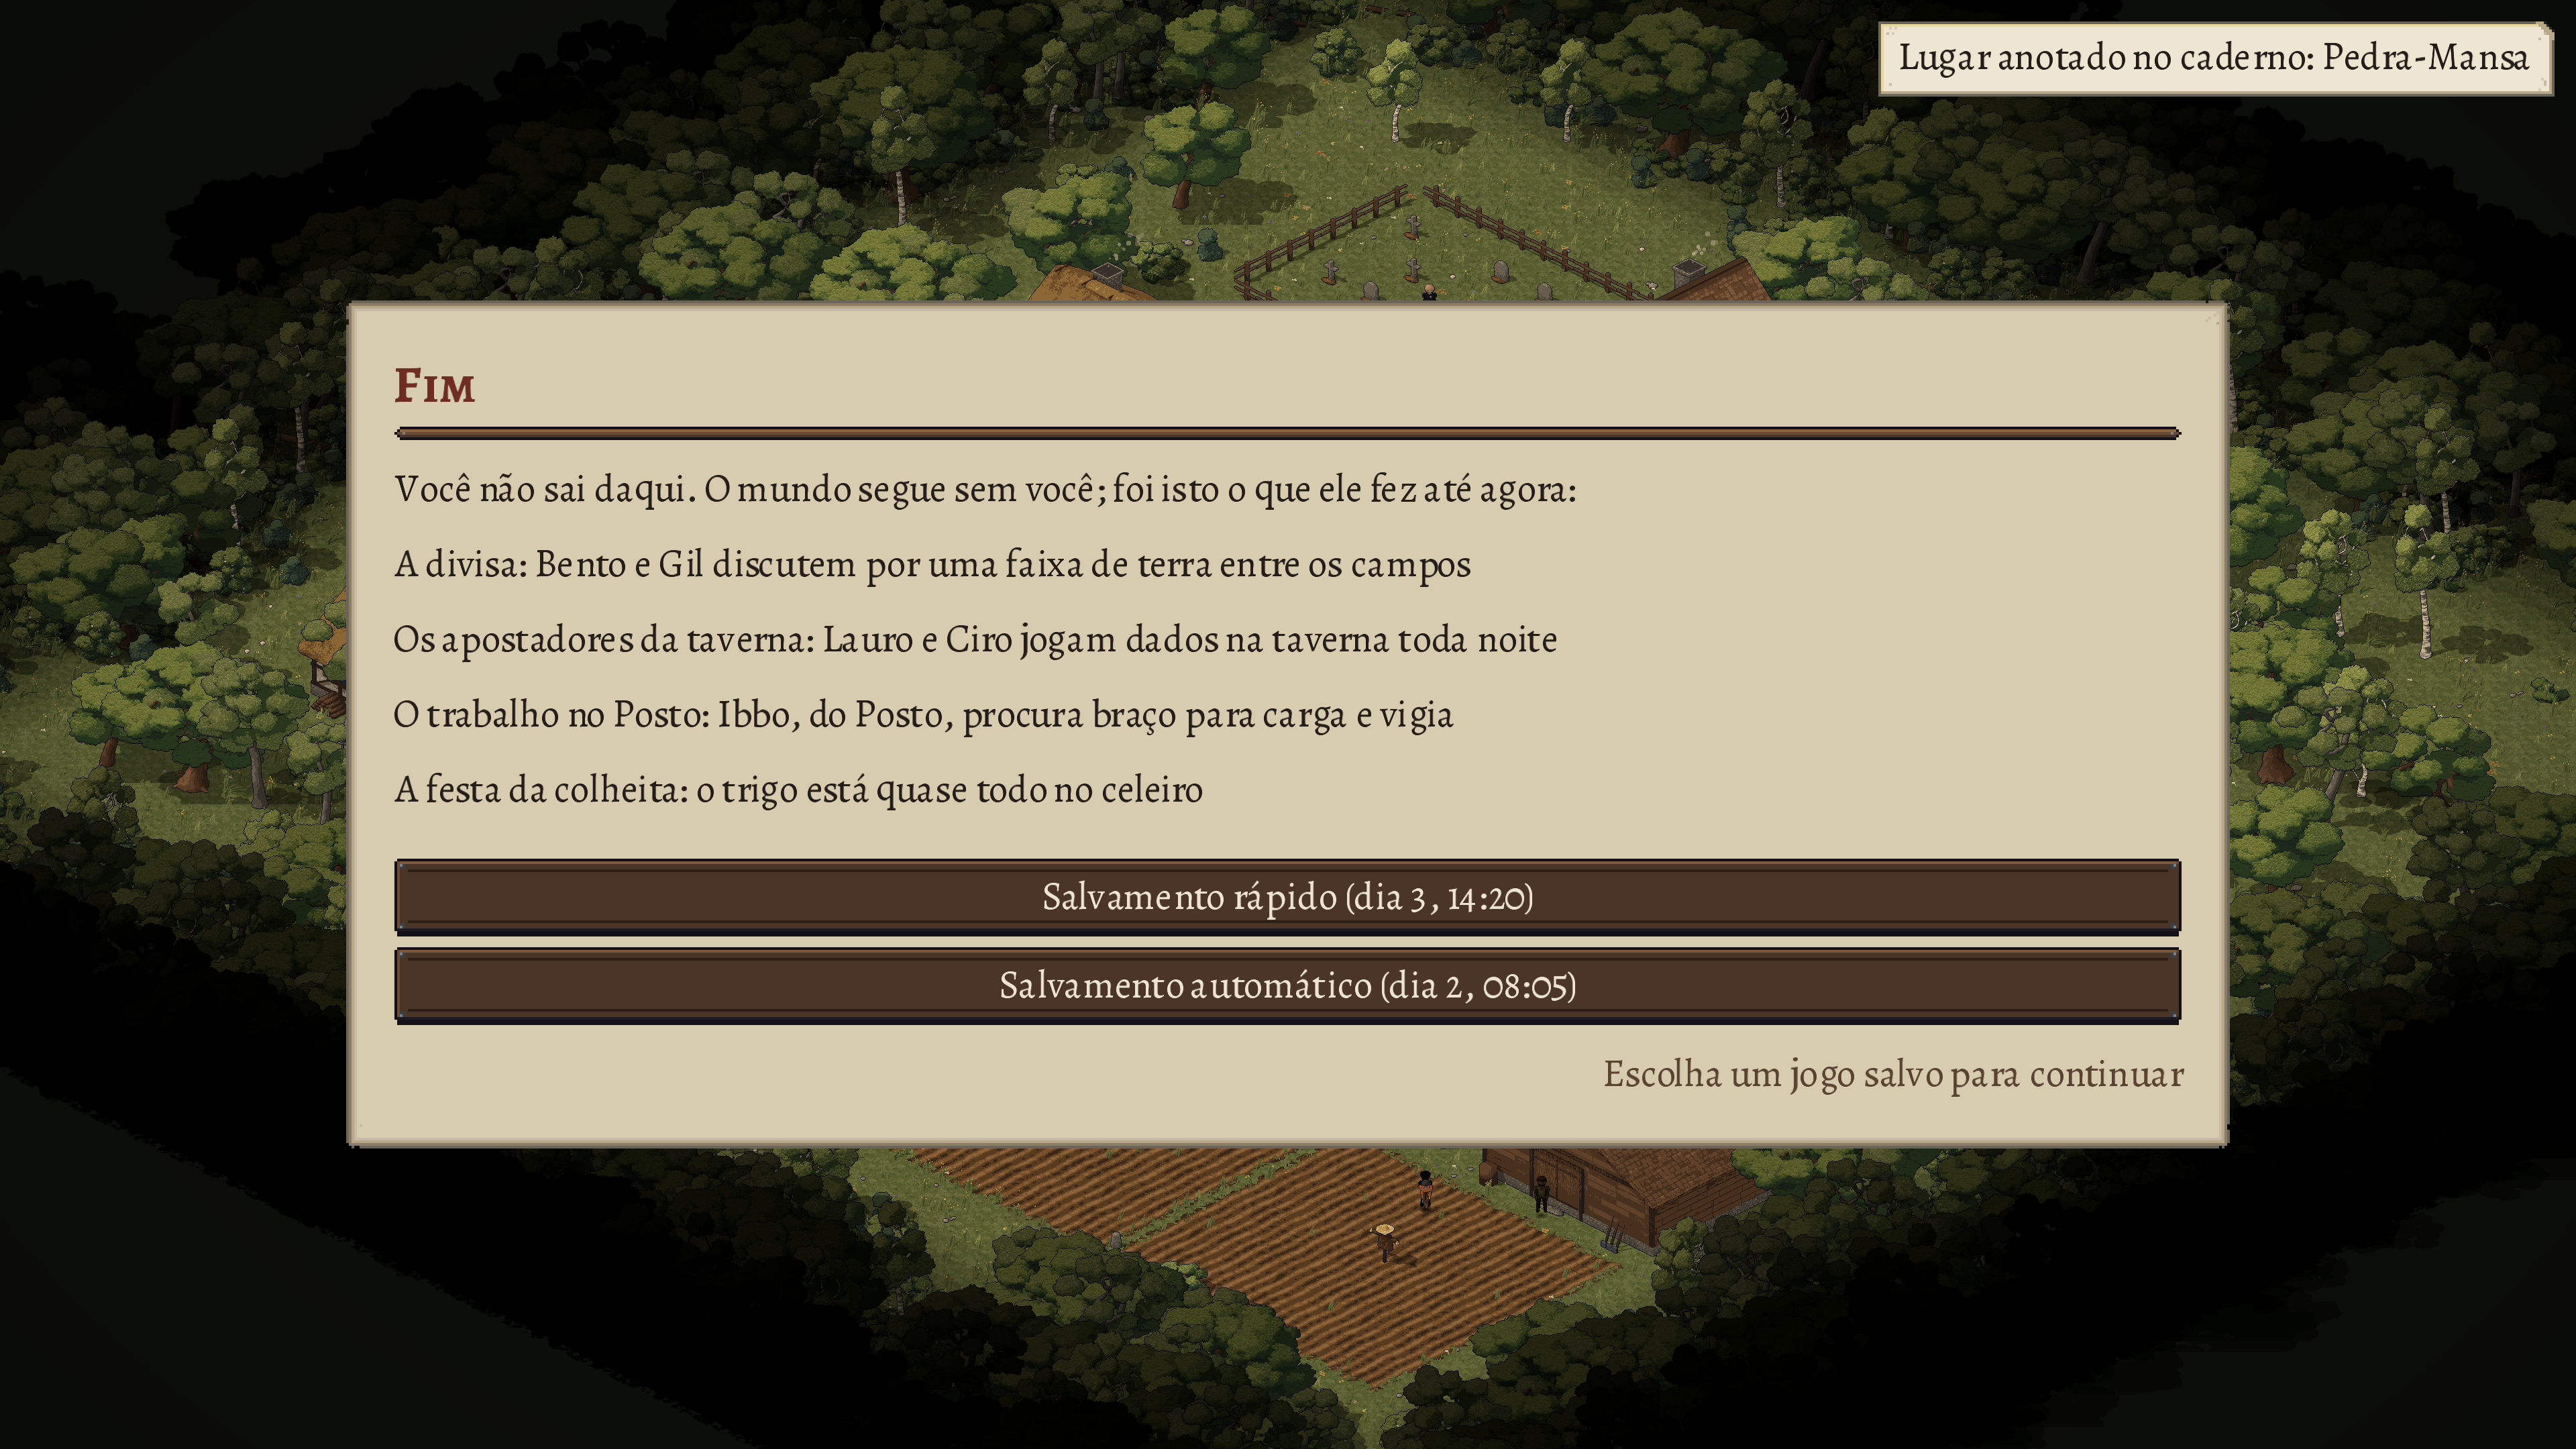 Lugar anotado no caderno: Pedra-Mansa
Fim
Você não sai daqui. O mundo segue sem você; foi isto o que ele fez até agora:
A divisa: Bento e Gil discutem por uma faixa de terra entre os campos
Os apostadores da taverna: Lauro e Ciro jogam dados na taverna toda noite
O trabalho no Posto: Ibbo, do Posto, procura braço para carga e vigia
A festa da colheita: o trigo está quase todo no celeiro
Salvamento rápido (dia 3, 14:20)
Salvamento automático (dia 2, 08:05)
Escolha um jogo salvo para continuar